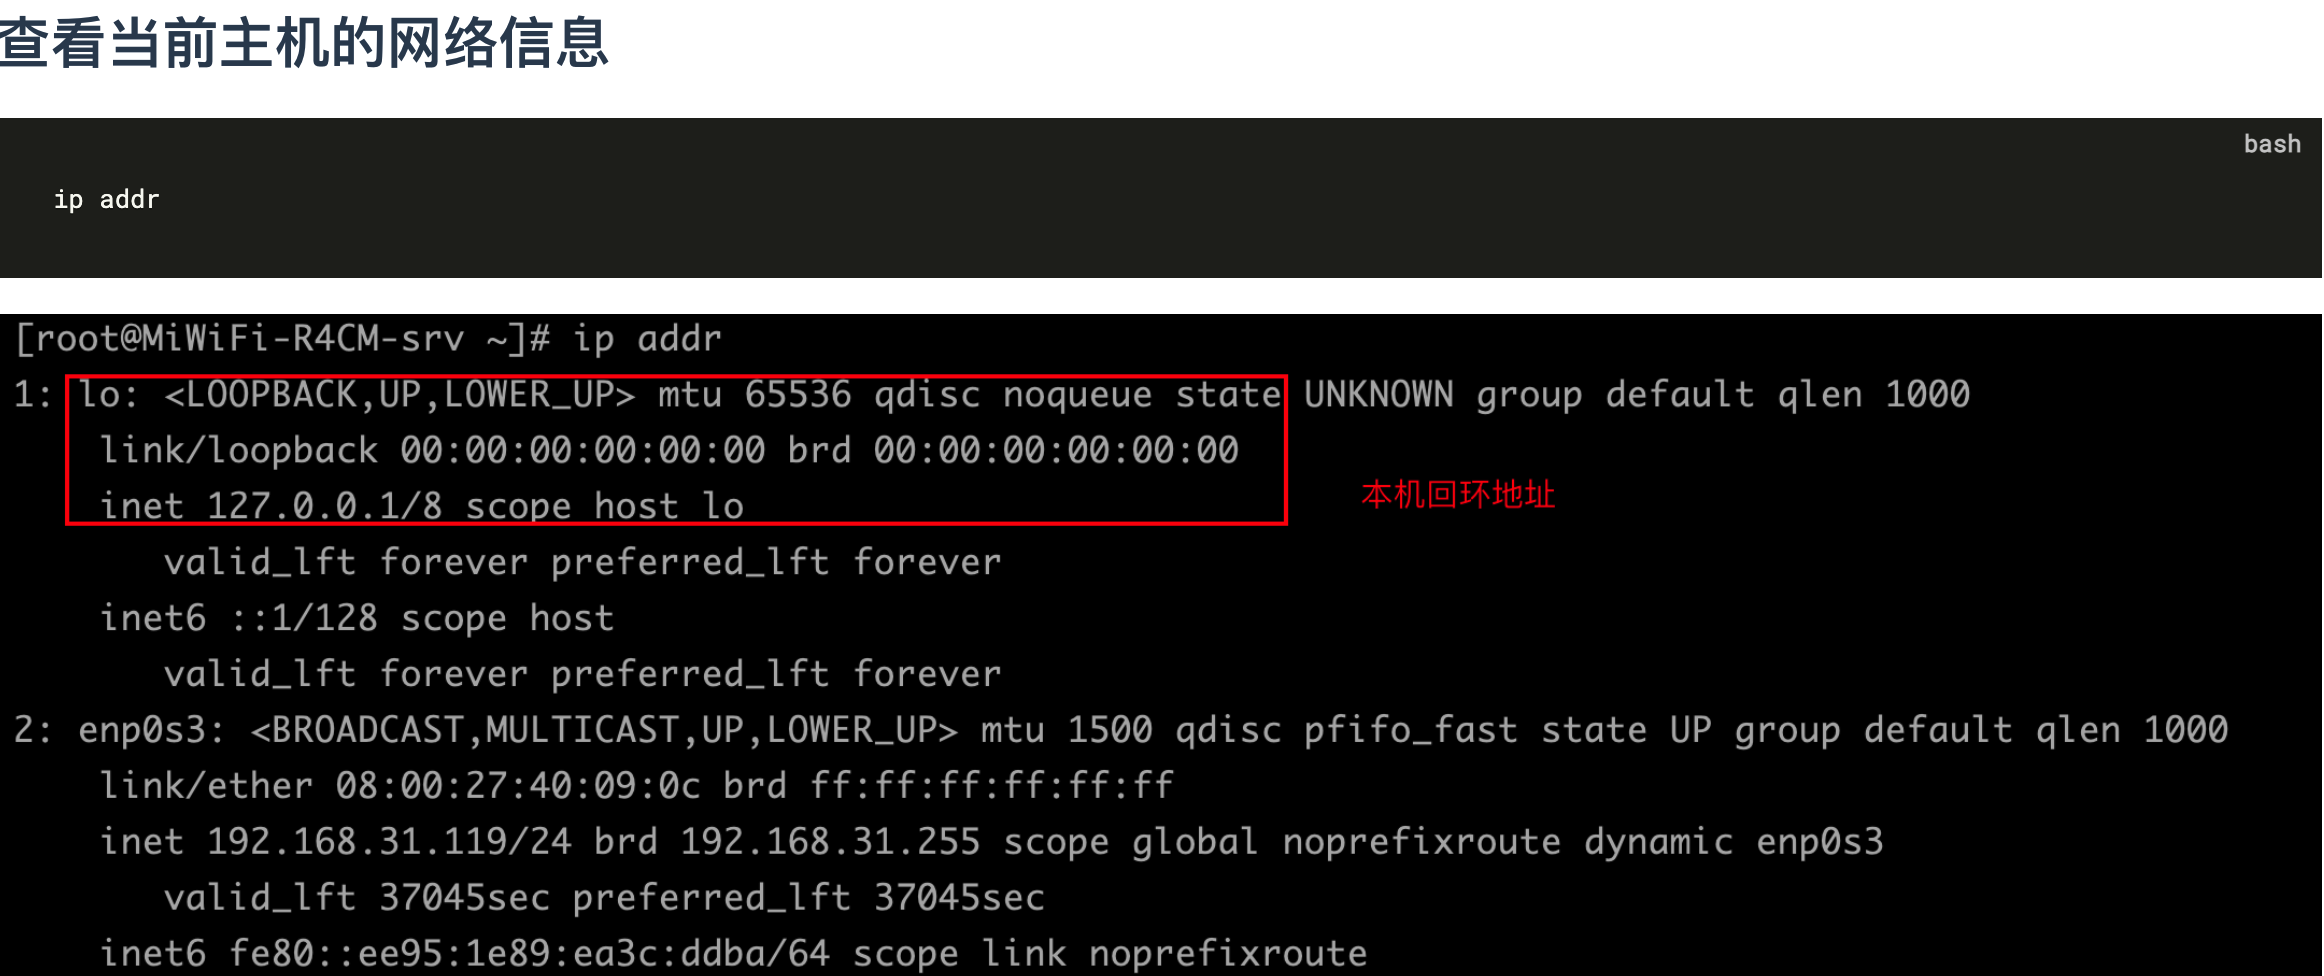 查看当前主机的网络信息
bash
ip addr
[root@MiWiFi-R4CM-srv ~]# ip addr
1: lo: <LOOPBACK,UP,LOWER_UP> mtu 65536 qdisc noqueue state UNKNOWN group default qlen 1000
link/loopback 00:00:00:00:00:00 brd 00:00:00:00:00:00
本机回环地址
inet 127.0.0.1/8 scope host lo
valid_lft forever preferred_lft forever
inet6 ::1/128 scope host
valid_lft forever preferred_lft forever
2: enp0s3: <BROADCAST,MULTICAST,UP,LOWER_UP> mtu 1500 qdisc pfifo_fast state UP group default qlen 1000
link/ether 08:00:27:40:09:0c brd ff:ff:ff:ff:ff:ff
inet 192.168.31.119/24 brd 192.168.31.255 scope global noprefixroute dynamic enp0s3
valid_lft 37045sec preferred_lft 37045sec
inet6 fe80::ee95:1e89:ea3c:ddba/64 scope link noprefixroute